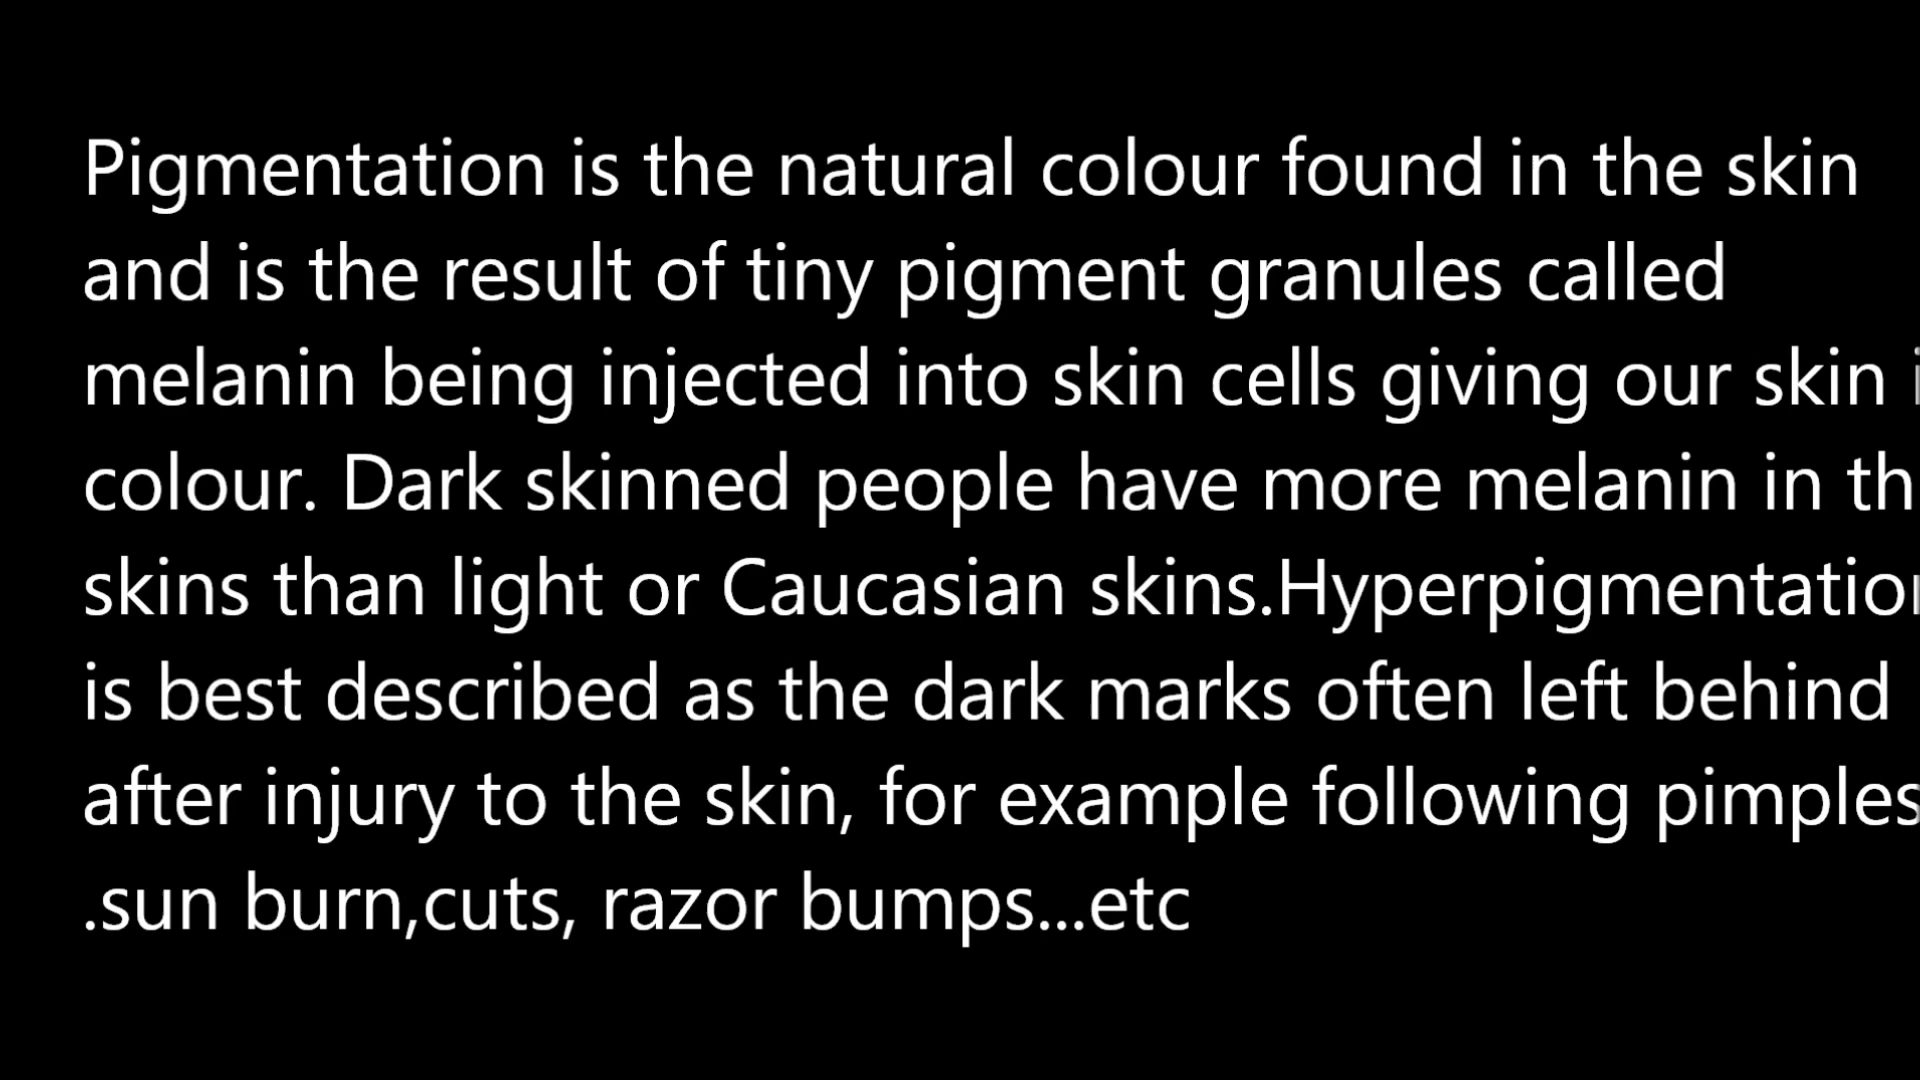 Pigmentation is the natural colour found in the skin
and is the result of tiny pigment granules called
melanin being injected into skin cells giving our skin
colour. Dark skinned people have more melanin in
skins than light or Caucasian skins.Hyperpigmentation
is best described as the dark marks often left behind
after injury to the skin, for example following pimples
.sun burn,cuts, razor bumps...etc